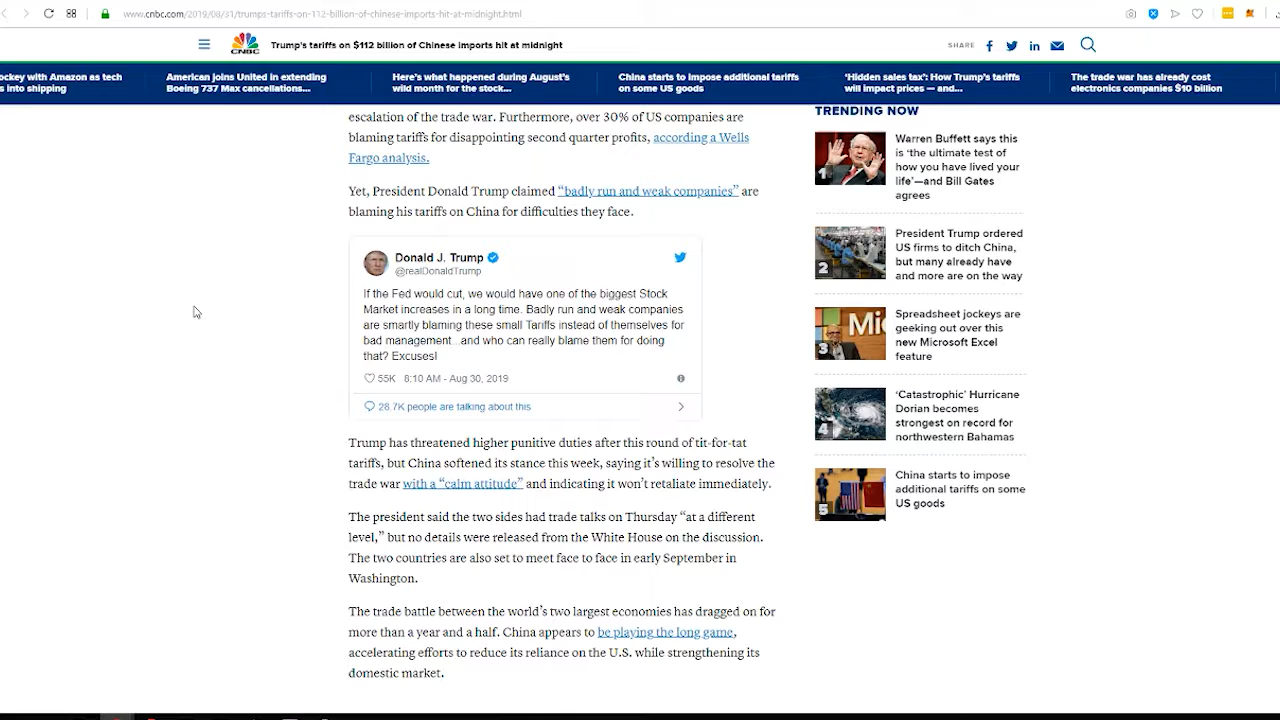 www.cnbc.com/2019/08/31/trumps-tariffs-on-112-billion-of-chinese-imports-hit-at-midnight.html
CNBC
Trump's tariffs on $112 billion of Chinese imports hit at midnight
SHARE
ockey with Amazon as tech
s into shipping
American joins United in extending
Boeing 737 Max cancellations...
Here's what happened during August's
wild month for the stock...
China starts to impose additional tariffs
on some US goods
'Hidden sales tax': How Trump's tariffs
will impact prices — and...
The trade war has already cost
electronics companies $10 billion
escalation of the trade war. Furthermore, over 30% of US companies are
blaming tariffs for disappointing second quarter profits, according a Wells
Fargo analysis.
Yet, President Donald Trump claimed “badly run and weak companies” are
blaming his tariffs on China for difficulties they face.
Donald J. Trump
@realDonaldTrump
If the Fed would cut, we would have one of the biggest Stock
Market increases in a long time. Badly run and weak companies
are smartly blaming these small Tariffs instead of themselves for
bad management...and who can really blame them for doing
that? Excuses!
55K 8:10 AM - Aug 30, 2019
28.7K people are talking about this
Trump has threatened higher punitive duties after this round of tit-for-tat
tariffs, but China softened its stance this week, saying it’s willing to resolve the
trade war with a “calm attitude” and indicating it won’t retaliate immediately.
The president said the two sides had trade talks on Thursday “at a different
level,” but no details were released from the White House on the discussion.
The two countries are also set to meet face to face in early September in
Washington.
The trade battle between the world’s two largest economies has dragged on for
more than a year and a half. China appears to be playing the long game,
accelerating efforts to reduce its reliance on the U.S. while strengthening its
domestic market.
TRENDING NOW
1
Warren Buffett says this
is ‘the ultimate test of
how you have lived your
life’—and Bill Gates
agrees
2
President Trump ordered
US firms to ditch China,
but many already have
and more are on the way
3
Mi
Spreadsheet jockeys are
geeking out over this
new Microsoft Excel
feature
4
‘Catastrophic’ Hurricane
Dorian becomes
strongest on record for
northwestern Bahamas
5
China starts to impose
additional tariffs on some
US goods